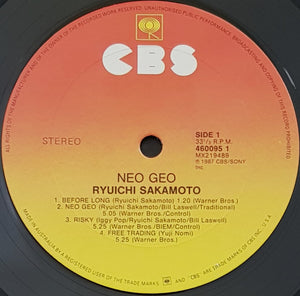 ALL RIGHTS OF THE MANUFACTURER AND OF THE OWNER OF THE RECORDED WORK RESERVED. UNAUTHORISED PUBLIC PERFORMANCE, BROADCASTING AND COPYING OF THIS RECORD PROHIBITED.
CBS
STEREO
SIDE 1
33⅓ R.P.M.
460095 1
MX219489
℗ 1987 CBS/SONY
Inc
NEO GEO
RYUICHI SAKAMOTO
1. BEFORE LONG (Ryuichi Sakamoto) 1.20 (Warner Bros.)
2. NEO GEO (Ryuichi Sakamoto/Bill Laswell/Traditional)
5.05 (Warner Bros./Control)
3. RISKY (Iggy Pop/Ryuichi Sakamoto/Bill Laswell)
5.25 (Warner Bros./BIEM/Control)
4. FREE TRADING (Yuji Nomi)
5.25 (Warner Bros.)
MADE IN AUSTRALIA BY REGISTERED USER OF THE TRADE MARKS
AND "CBS" ARE TRADE MARKS OF CBS INC. U.S.A.